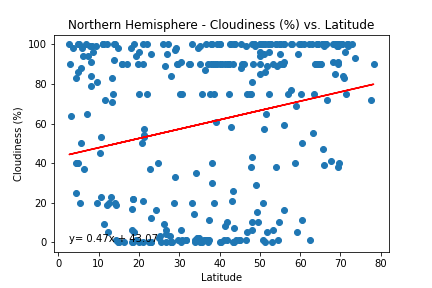 Northern Hemisphere - Cloudiness (%) vs. Latitude
Cloudiness (%)
100
80
60
40
20
0
y= 0.47x + 43.07
0 10 20 30 40 50 60 70 80
Latitude